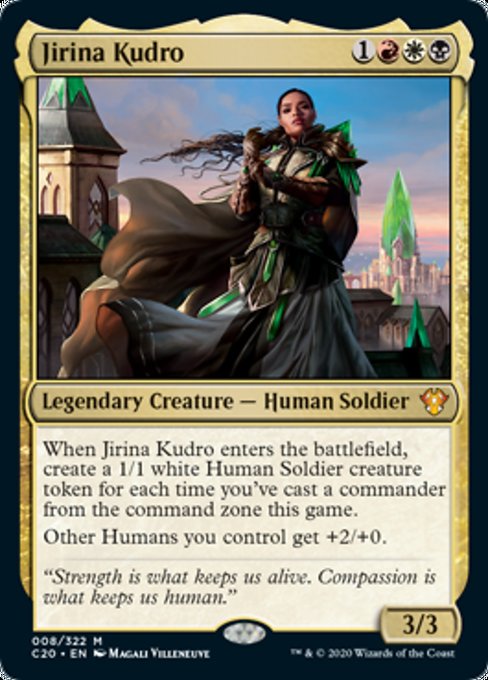 Jirina Kudro 1
Legendary Creature — Human Soldier
When Jirina Kudro enters the battlefield,
create a 1/1 white Human Soldier creature
token for each time you've cast a commander
from the command zone this game.
Other Humans you control get +2/+0.
“Strength is what keeps us alive. Compassion is
what keeps us human.”
3/3
008/322 M
C20 • EN MAGALI VILLENEUVE
™ & © 2020 Wizards of the Coast